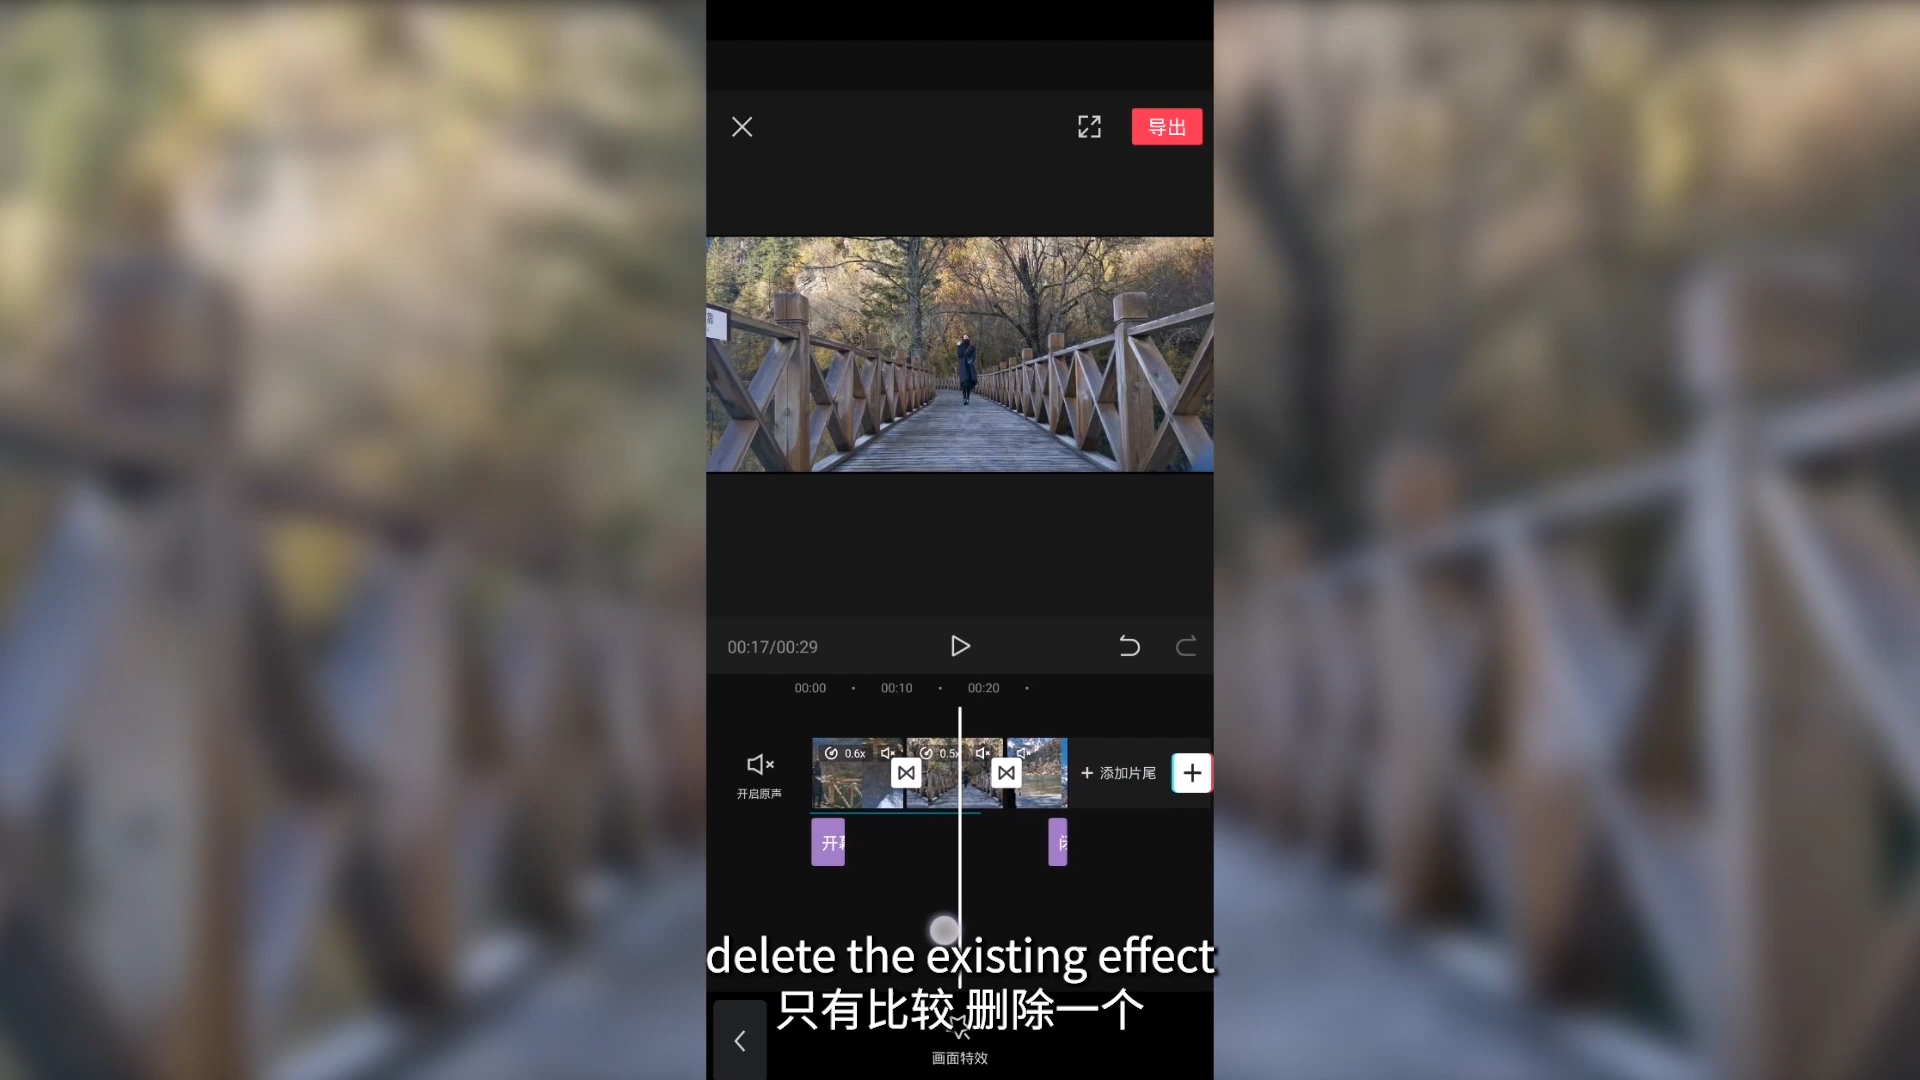 导出
00:17/00:29
00:00 00:10 00:20
0.6x 0.5x
开启原声
+ 添加片尾
开幕
delete the existing effect
只有比较 删除一个
画面特效